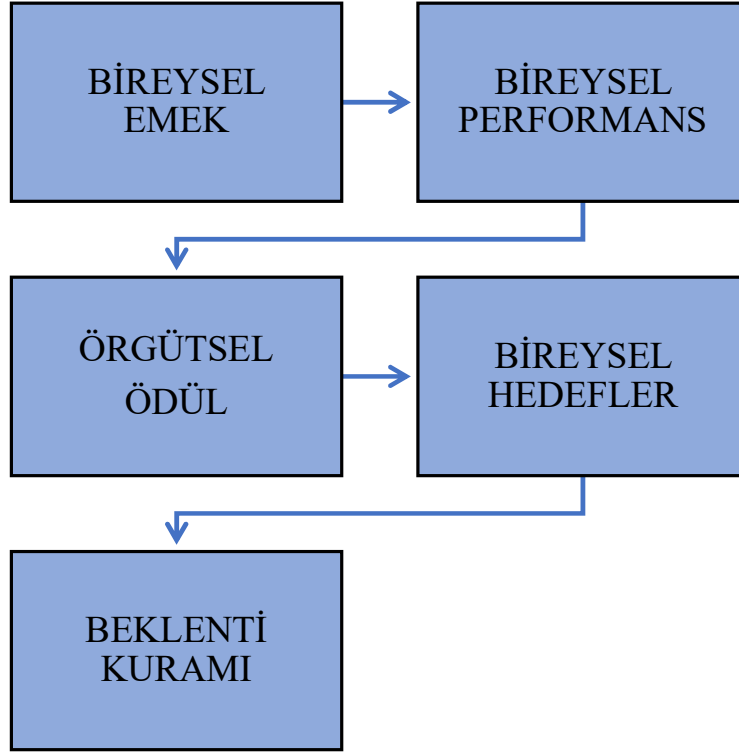 BİREYSEL
EMEK
BİREYSEL
PERFORMANS
ÖRGÜTSEL
ÖDÜL
BİREYSEL
HEDEFLER
BEKLENTİ
KURAMI